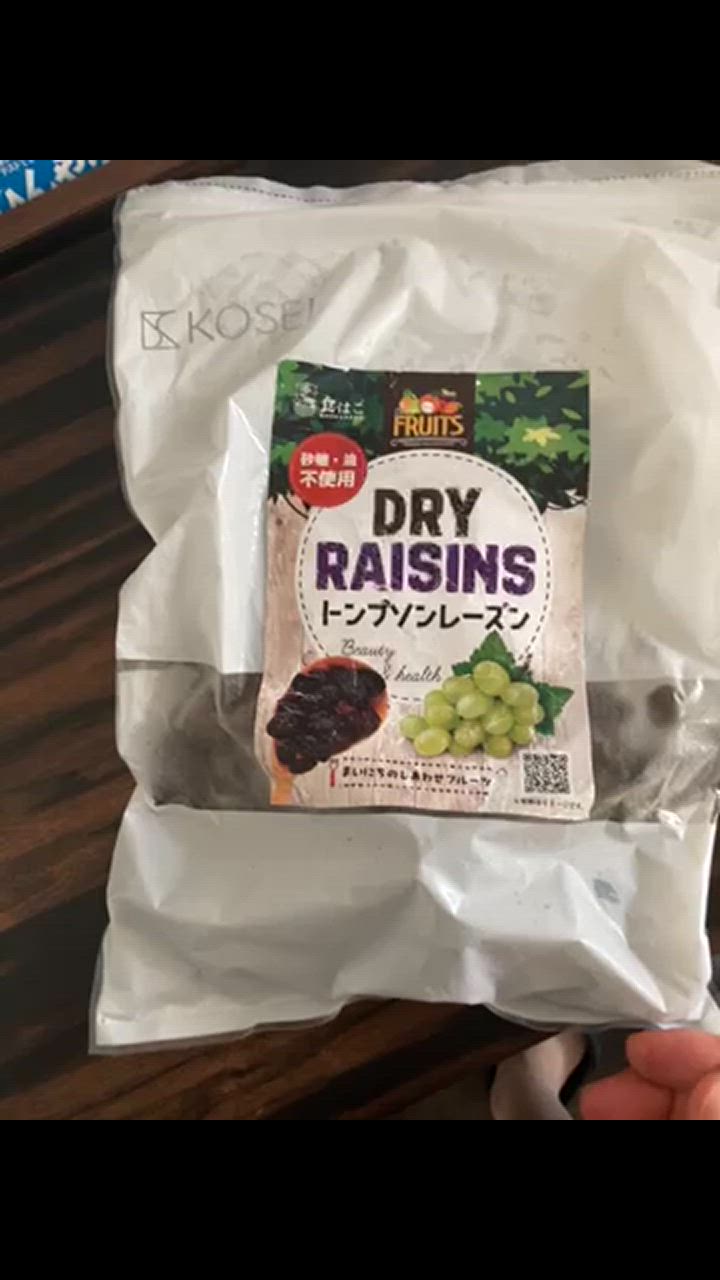 KOSEI
食はこ
FRUITS
砂糖・油
不使用
DRY
RAISINS
トンプソンレーズン
Beauty
& health
まいにちのしあわせフルーツ